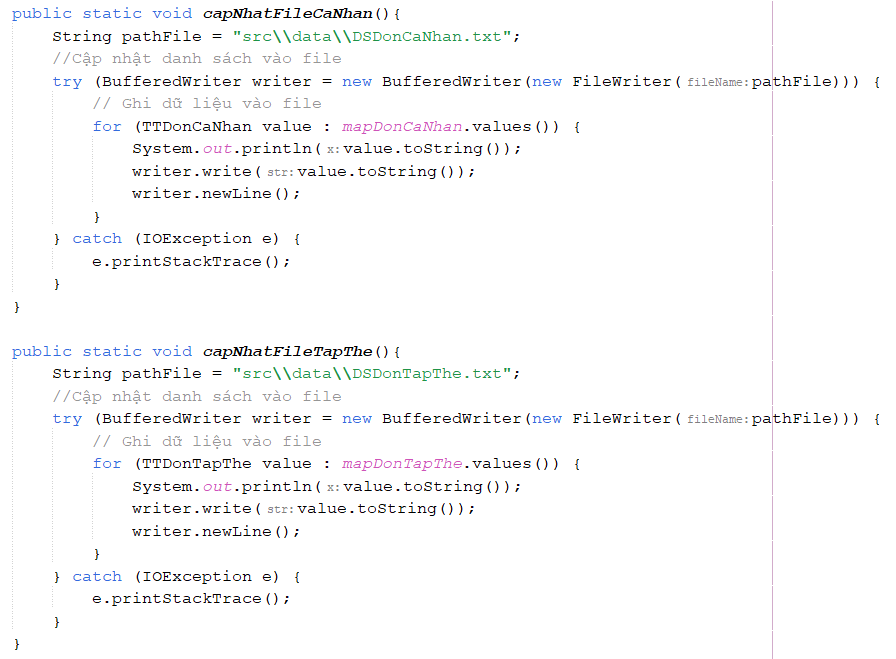 public static void capNhatFileCaNhan(){
    String pathFile = "src\\data\\DSDonCaNhan.txt";
    //Cập nhật danh sách vào file
    try (BufferedWriter writer = new BufferedWriter(new FileWriter( fileName: pathFile))) {
        // Ghi dữ liệu vào file
        for (TTDonCaNhan value : mapDonCaNhan.values()) {
            System.out.println( x: value.toString());
            writer.write( str: value.toString());
            writer.newLine();
        }
    } catch (IOException e) {
        e.printStackTrace();
    }
}

public static void capNhatFileTapThe(){
    String pathFile = "src\\data\\DSDonTapThe.txt";
    //Cập nhật danh sách vào file
    try (BufferedWriter writer = new BufferedWriter(new FileWriter( fileName: pathFile))) {
        // Ghi dữ liệu vào file
        for (TTDonTapThe value : mapDonTapThe.values()) {
            System.out.println( x: value.toString());
            writer.write( str: value.toString());
            writer.newLine();
        }
    } catch (IOException e) {
        e.printStackTrace();
    }
}